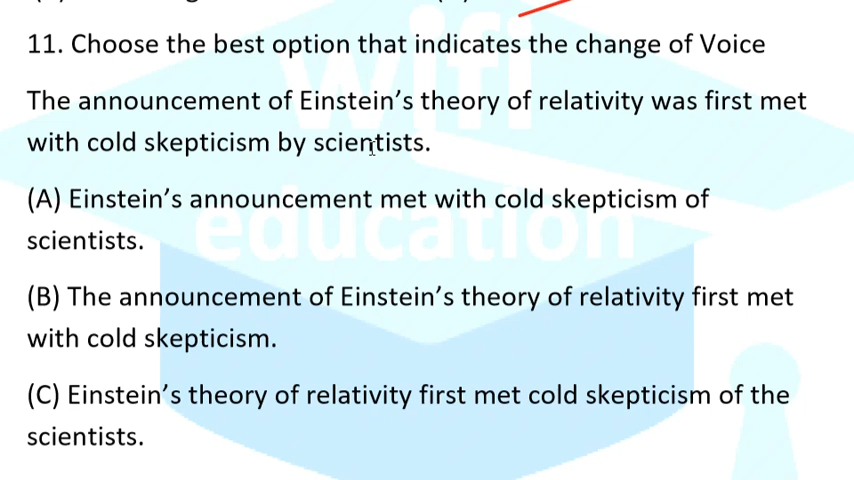 11. Choose the best option that indicates the change of Voice
The announcement of Einstein’s theory of relativity was first met
with cold skepticism by scientists.
(A) Einstein’s announcement met with cold skepticism of
scientists.
(B) The announcement of Einstein’s theory of relativity first met
with cold skepticism.
(C) Einstein’s theory of relativity first met cold skepticism of the
scientists.
wifi
education